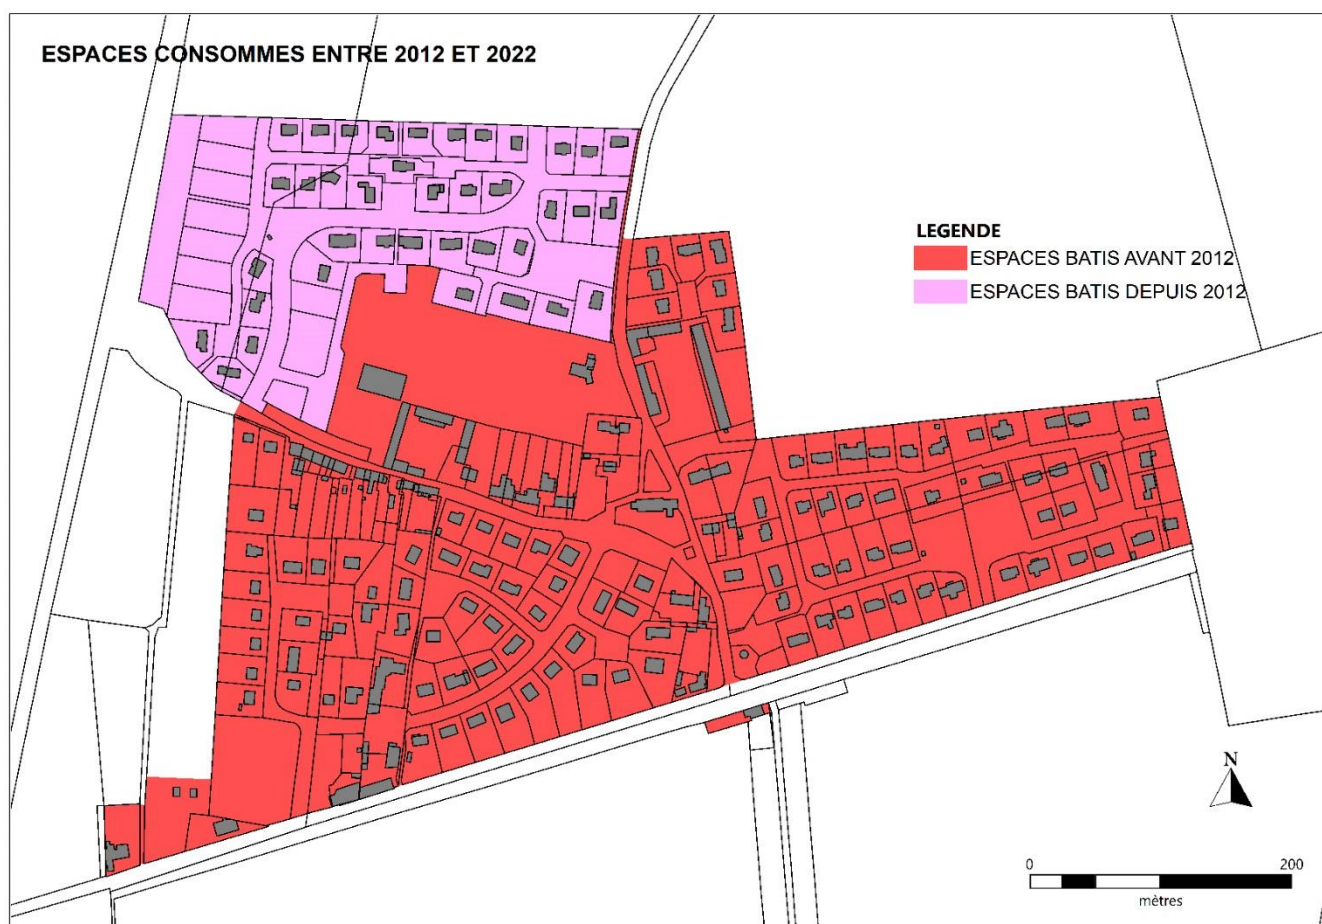 ESPACES CONSOMMES ENTRE 2012 ET 2022
LEGENDE
ESPACES BATIS AVANT 2012
ESPACES BATIS DEPUIS 2012
N
0 200
mètres